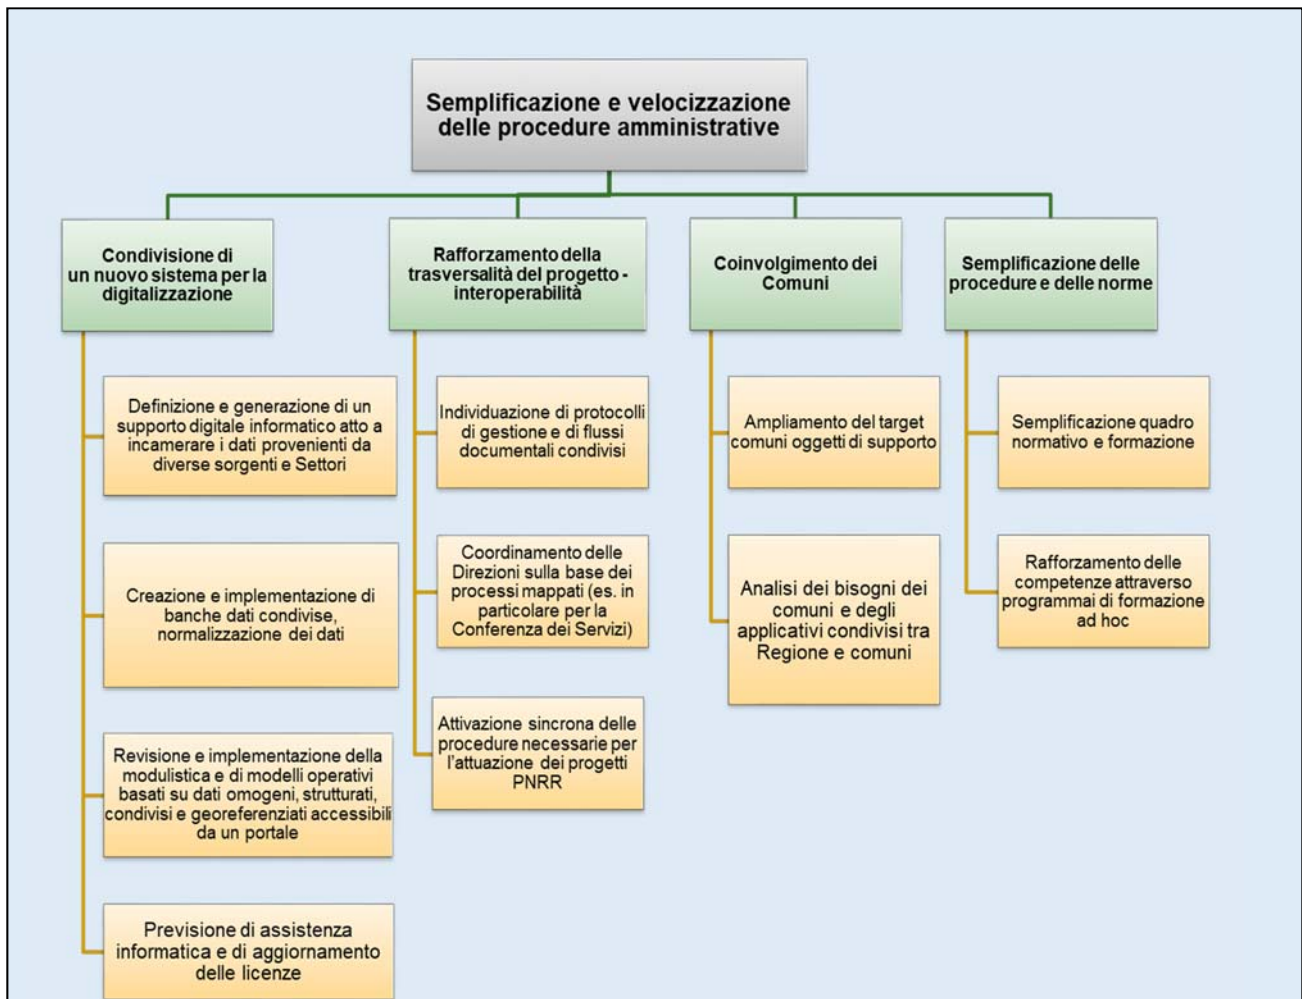 Semplificazione e velocizzazione
delle procedure amministrative
Condivisione di
un nuovo sistema per la
digitalizzazione
Rafforzamento della
trasversalità del progetto -
interoperabilità
Coinvolgimento dei
Comuni
Semplificazione delle
procedure e delle norme
Definizione e generazione di un
supporto digitale informatico atto a
incamerare i dati provenienti da
diverse sorgenti e Settori
Creazione e implementazione di
banche dati condivise,
normalizzazione dei dati
Revisione e implementazione della
modulistica e di modelli operativi
basati su dati omogeni, strutturati,
condivisi e georeferenziati accessibili
da un portale
Previsione di assistenza
informatica e di aggiornamento
delle licenze
Individuazione di protocolli
di gestione e di flussi
documentali condivisi
Coordinamento delle
Direzioni sulla base dei
processi mappati (es. in
particolare per la
Conferenza dei Servizi)
Attivazione sincrona delle
procedure necessarie per
l'attuazione dei progetti
PNRR
Ampliamento del target
comuni oggetti di supporto
Analisi dei bisogni dei
comuni e degli
applicativi condivisi tra
Regione e comuni
Semplificazione quadro
normativo e formazione
Rafforzamento delle
competenze attraverso
programmai di formazione
ad hoc